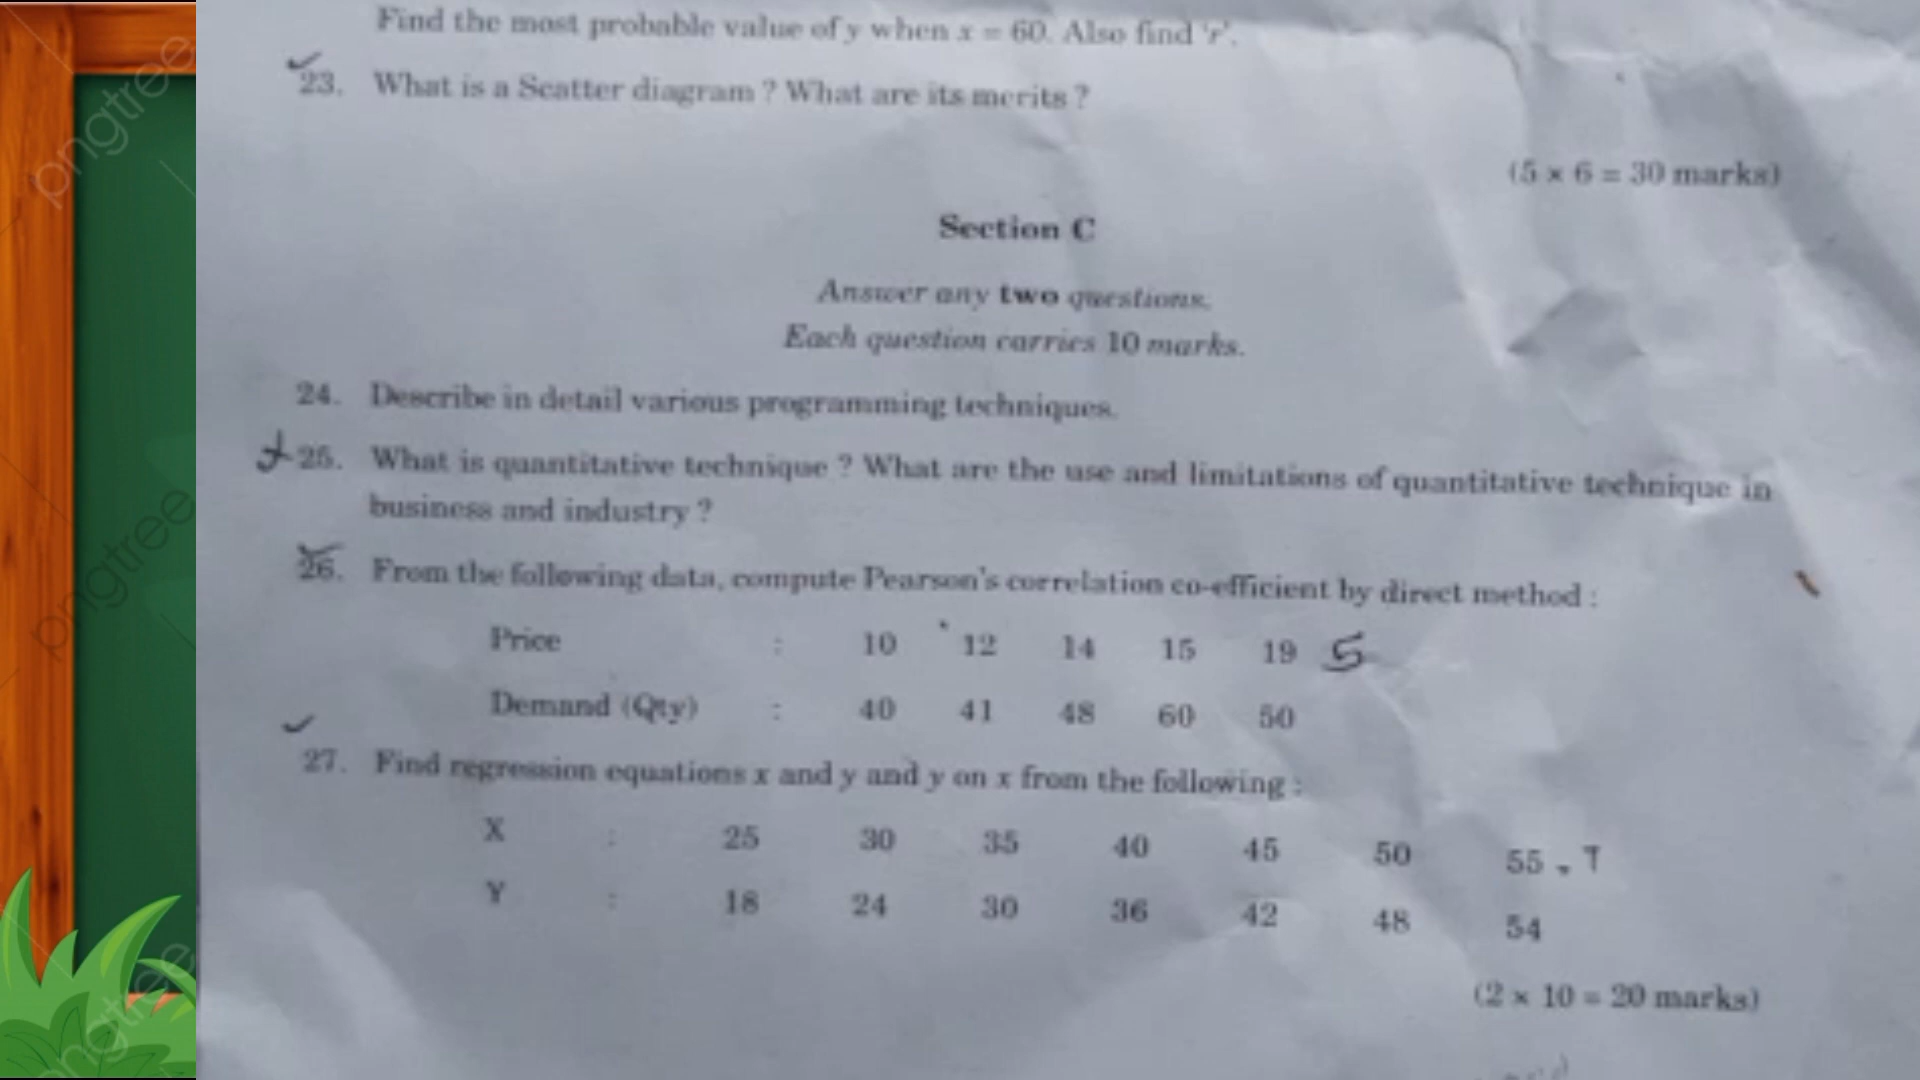 Find the most probable value of y when x = 60. Also find 'r'.
23. What is a Scatter diagram ? What are its merits ?
(5 × 6 = 30 marks)
Section C
Answer any two questions.
Each question carries 10 marks.
24. Describe in detail various programming techniques.
25. What is quantitative technique ? What are the use and limitations of quantitative technique in
business and industry ?
26. From the following data, compute Pearson's correlation co-efficient by direct method :
Price : 10 12 14 15 19 5
Demand (Qty) : 40 41 48 60 50
27. Find regression equations x and y and y on x from the following :
X : 25 30 35 40 45 50 55
Y : 18 24 30 36 42 48 54
(2 × 10 = 20 marks)
pngtree
pngtree
pngtree